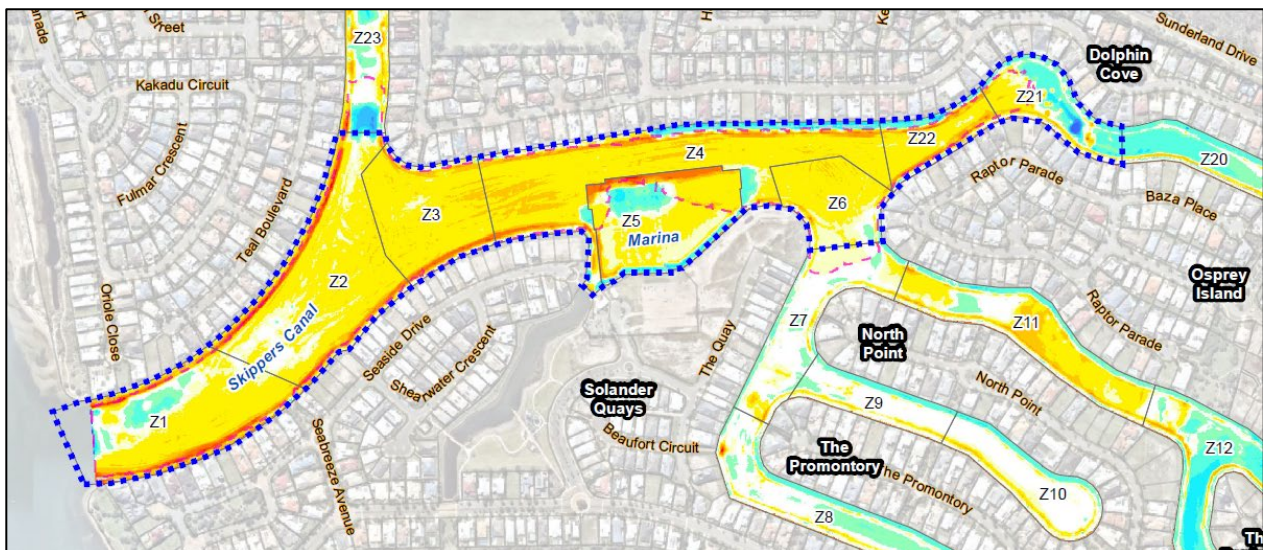 Street
Z23
Sunderland Drive
Dolphin
Cove
Kakadu Circuit
Z21
Z22
Z4
Z20
Fulmar Crescent
Raptor Parade
Baza Place
Z3
Z5
Z6
Marina
Teal Boulevard
Z2
Osprey
Island
Oriole Close
Skippers Canal
Seaside Drive
Shearwater Crescent
The Quay
Z7
North
Point
Z11
Raptor Parade
North Point
Z1
Solander
Quays
Z9
Beaufort Circuit
Seabreeze Avenue
The
Promontory
The Promontory
Z12
Z10
Z8